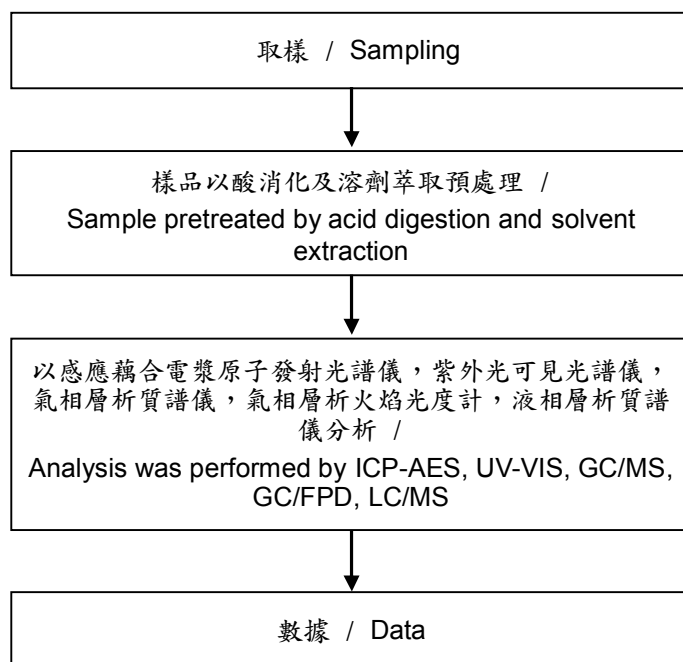 取樣 / Sampling
樣品以酸消化及溶劑萃取預處理 /
Sample pretreated by acid digestion and solvent
extraction
以感應藕合電漿原子發射光譜儀，紫外光可見光譜儀，
氣相層析質譜儀，氣相層析火焰光度計，液相層析質譜
儀分析 /
Analysis was performed by ICP-AES, UV-VIS, GC/MS,
GC/FPD, LC/MS
數據 / Data